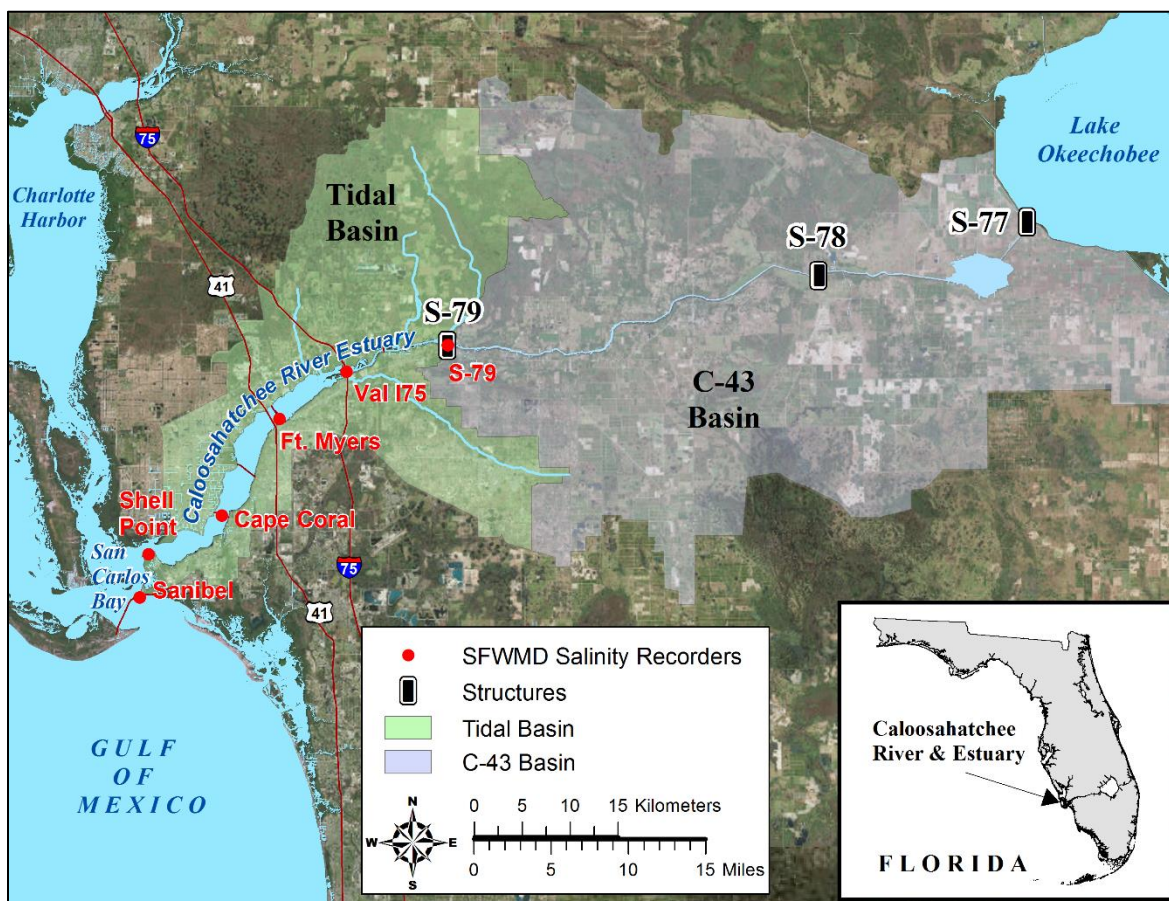 75
Lake
Okeechobee
Charlotte
Harbor
Tidal
Basin
S-77
S-78
41
S-79
S-79
Caloosahatchee River Estuary
Val I75
C-43
Basin
Ft. Myers
Shell
Point
Cape Coral
San
Carlos
Bay
Sanibel
75
41
GULF
OF
MEXICO
SFWMD Salinity Recorders
Structures
Tidal Basin
C-43 Basin
0 5 10 15 Kilometers
0 5 10 15 Miles
N
W E
S
Caloosahatchee
River & Estuary
FLORIDA